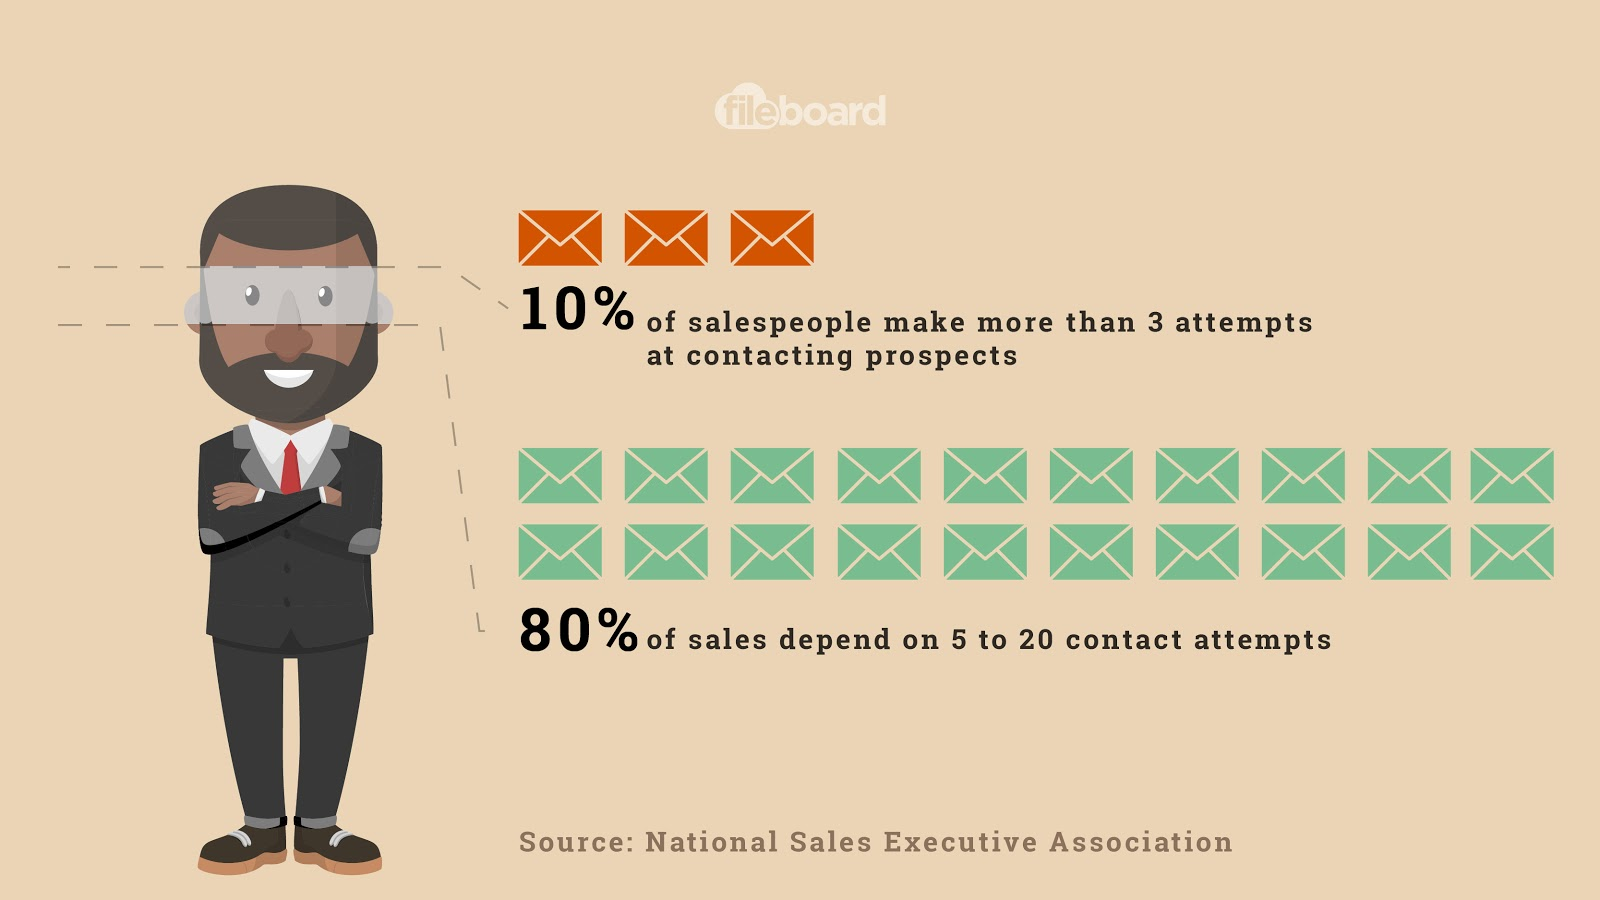 fileboard
10% of salespeople make more than 3 attempts
at contacting prospects
80% of sales depend on 5 to 20 contact attempts
Source: National Sales Executive Association